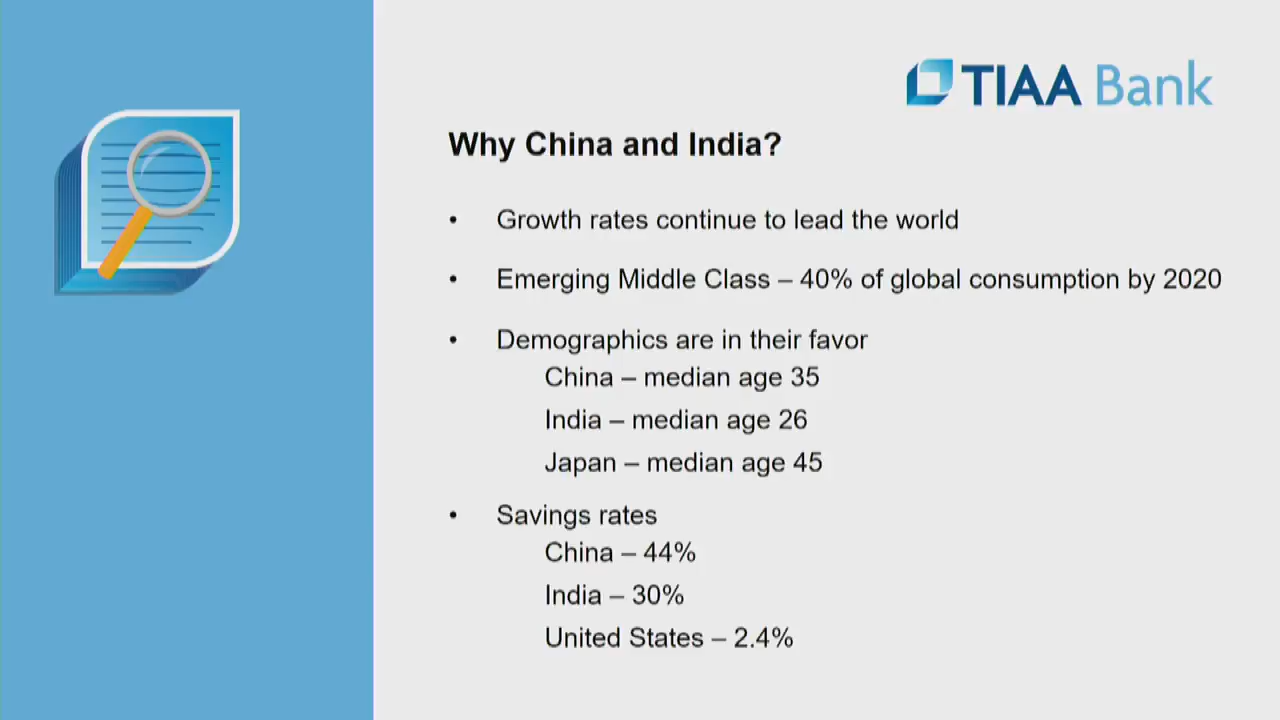 TIAA Bank
Why China and India?
• Growth rates continue to lead the world
• Emerging Middle Class – 40% of global consumption by 2020
• Demographics are in their favor
China – median age 35
India – median age 26
Japan – median age 45
• Savings rates
China – 44%
India – 30%
United States – 2.4%